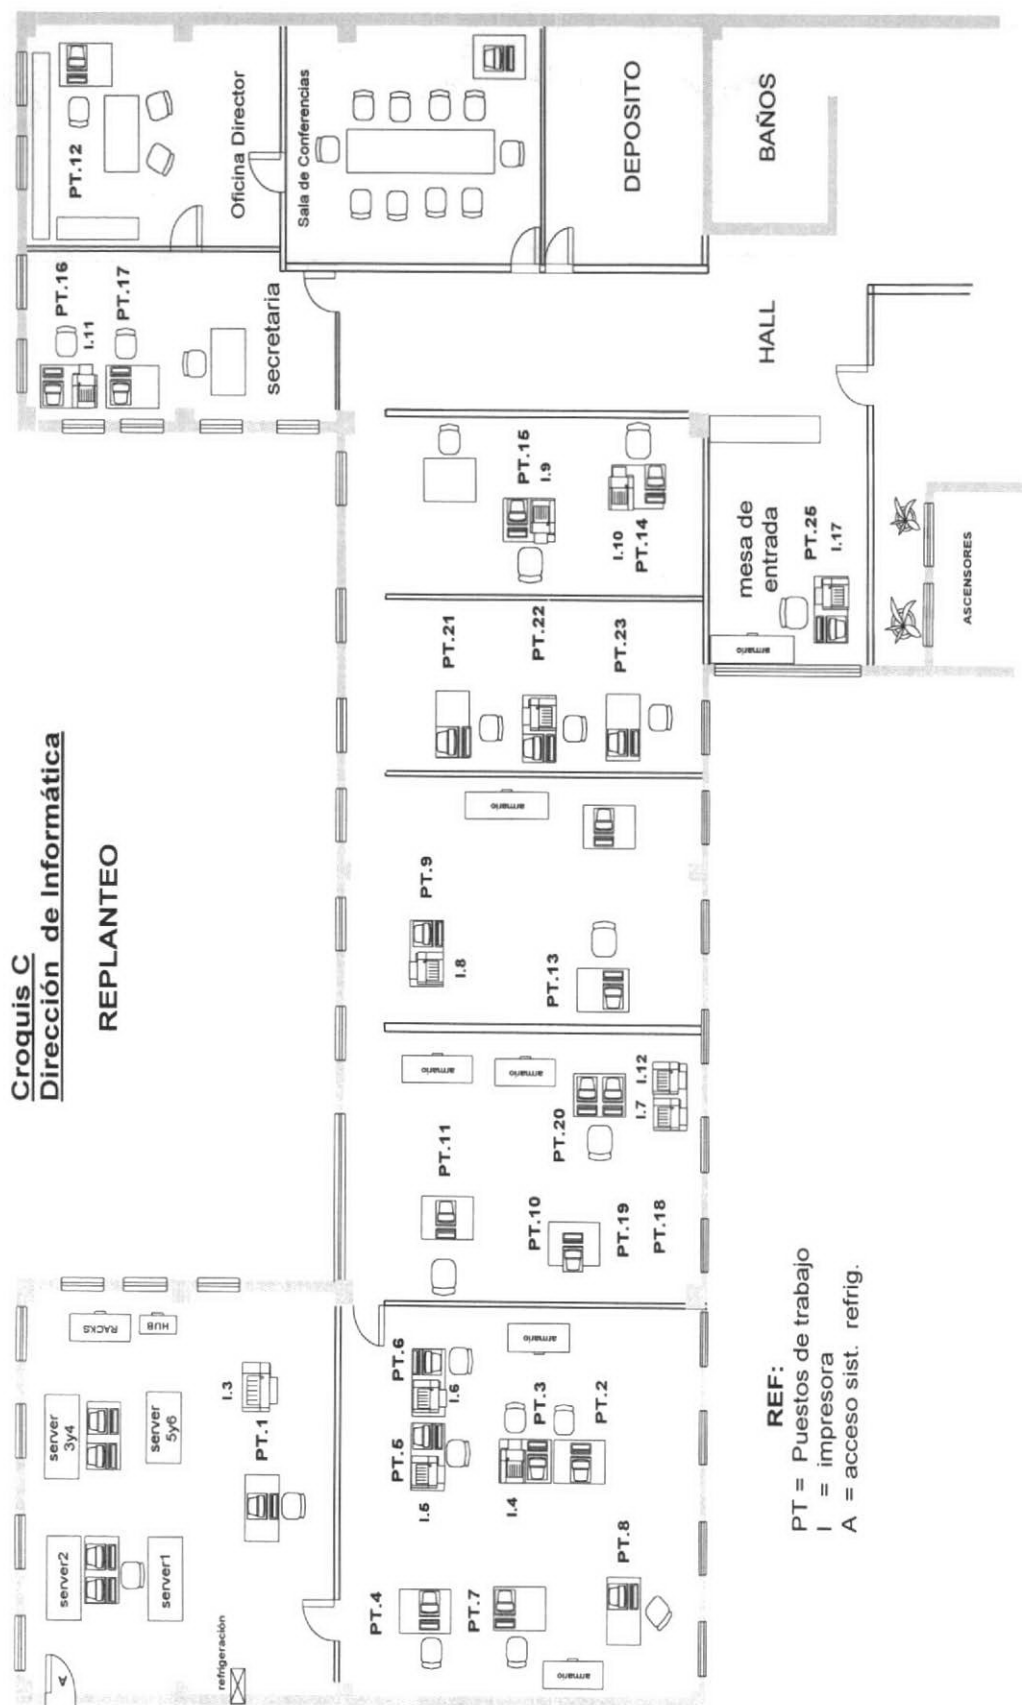 Croquis C
Dirección de Informática
REPLANTEO
A
server2
server1
refrigeración
server
3y4
server
5y6
RACKS
HUB
I.3
PT.1
PT.4
PT.7
PT.8
armario
I.5
PT.5
PT.6
I.6
I.4
PT.3
PT.2
armario
PT.11
PT.10
PT.19
PT.18
PT.20
armario
armario
I.7
I.12
PT.9
I.8
PT.13
armario
PT.21
PT.22
PT.23
PT.15
I.9
I.10
PT.14
PT.16
I.11
PT.17
secretaria
PT.12
Oficina Director
Sala de Conferencias
DEPOSITO
BAÑOS
HALL
mesa de
entrada
armario
PT.25
I.17
ASCENSORES
REF:
PT = Puestos de trabajo
I = impresora
A = acceso sist. refrig.